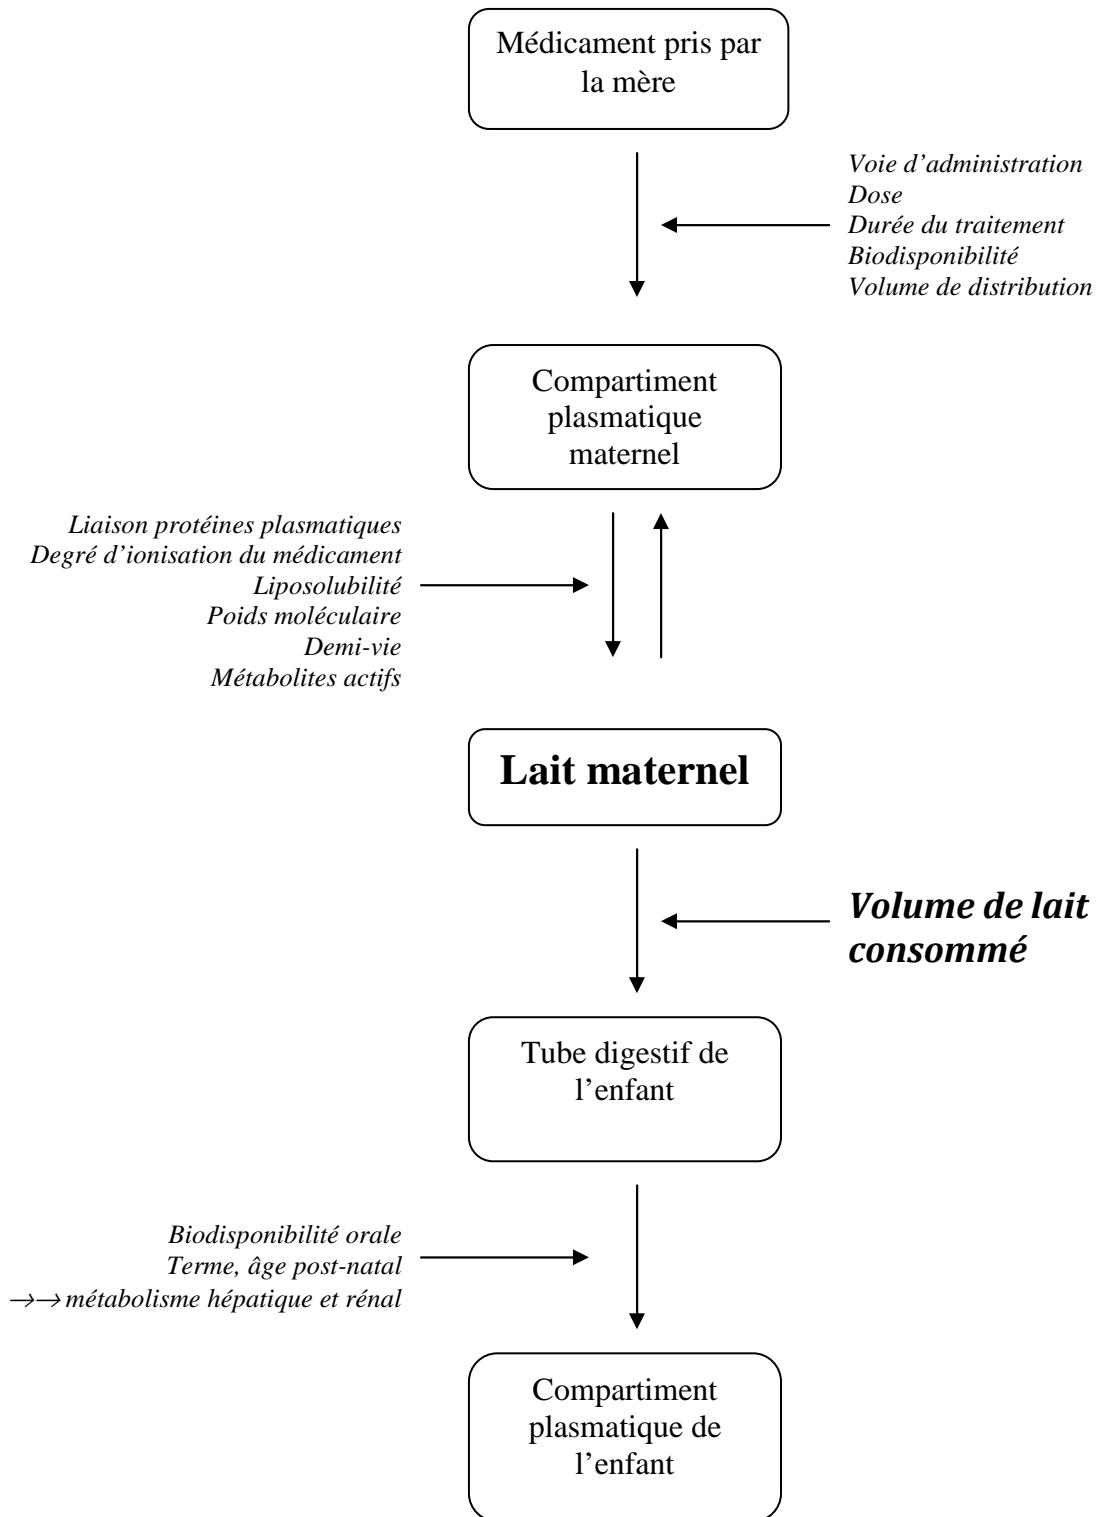 Médicament pris par
la mère
Voie d’administration
Dose
Durée du traitement
Biodisponibilité
Volume de distribution
Compartiment
plasmatique
maternel
Liaison protéines plasmatiques
Degré d’ionisation du médicament
Liposolubilité
Poids moléculaire
Demi-vie
Métabolites actifs
Lait maternel
Volume de lait
consommé
Tube digestif de
l’enfant
Biodisponibilité orale
Terme, âge post-natal
→→ métabolisme hépatique et rénal
Compartiment
plasmatique de
l’enfant